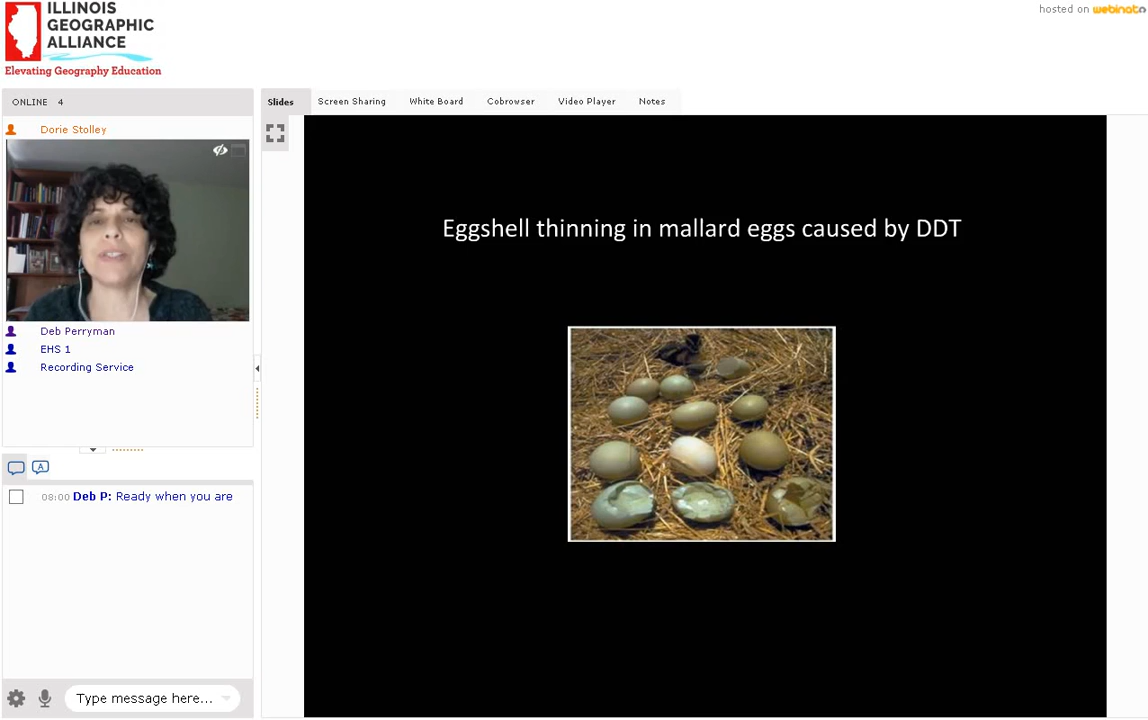 ILLINOIS
GEOGRAPHIC
ALLIANCE
Elevating Geography Education
hosted on webinato
ONLINE 4
Dorie Stolley
Deb Perryman
EHS 1
Recording Service
A
08:00 Deb P: Ready when you are
Type message here...
Slides Screen Sharing White Board Cobrowser Video Player Notes
Eggshell thinning in mallard eggs caused by DDT